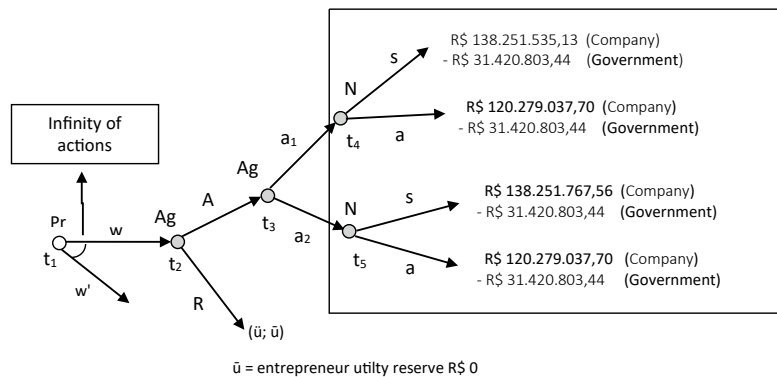 R$ 138.251.535,13 (Company)
s - R$ 31.420.803,44 (Government)
N
R$ 120.279.037,70 (Company)
Infinity of actions
a₁ t₄ a - R$ 31.420.803,44 (Government)
Ag
A
R$ 138.251.767,56 (Company)
N s - R$ 31.420.803,44 (Government)
Pr w Ag t₃ a₂
t₁ t₂ t₅ a R$ 120.279.037,70 (Company)
- R$ 31.420.803,44 (Government)
w' R
(ü; ū)
ū = entrepreneur utilty reserve R$ 0